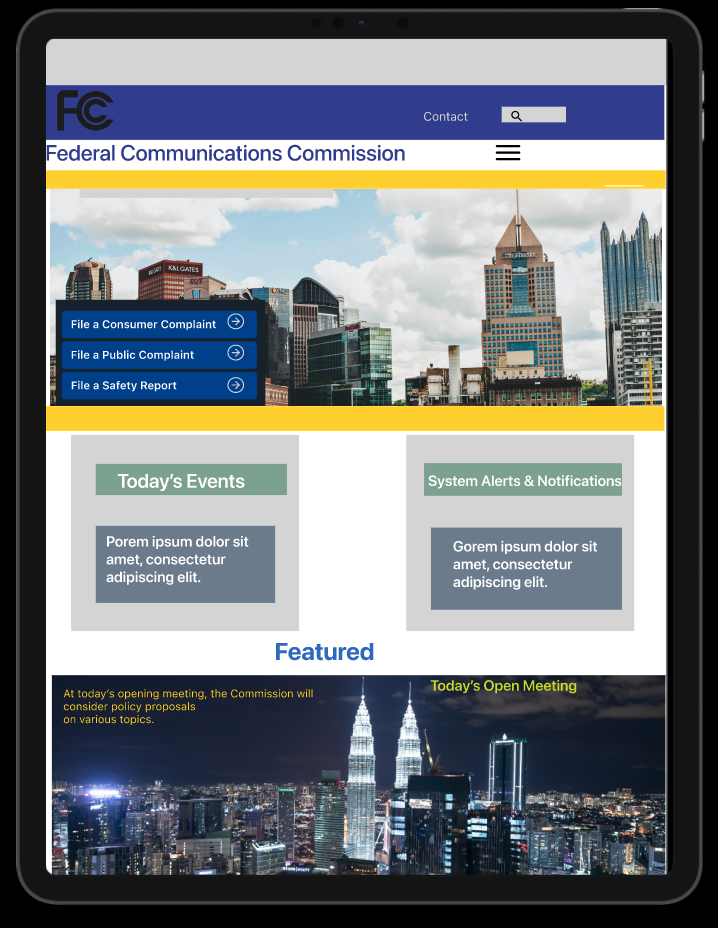 FCC
Contact
Federal Communications Commission
K&L GATES
K&L GATES
File a Consumer Complaint
File a Public Complaint
File a Safety Report
Today’s Events
System Alerts & Notifications
Porem ipsum dolor sit
amet, consectetur
adipiscing elit.
Gorem ipsum dolor sit
amet, consectetur
adipiscing elit.
Featured
At today’s opening meeting, the Commission will
consider policy proposals
on various topics.
Today’s Open Meeting